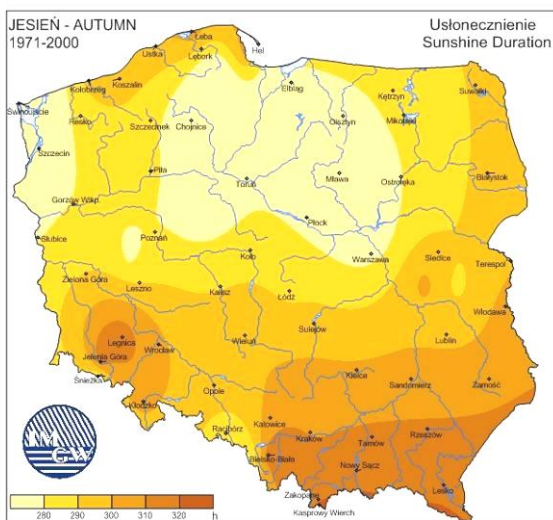 JESIEŃ - AUTUMN
1971-2000
Usłonecznienie
Sunshine Duration
Łeba
Hel
Ustka
Lębork
Kołobrzeg
Koszalin
Elbląg
Kętrzyn
Suwałki
Świnoujście
Resko
Szczecinek
Chojnice
Olsztyn
Mikołajki
Szczecin
Piła
Toruń
Mława
Ostrołęka
Białystok
Gorzów Wlkp.
Płock
Słubice
Poznań
Koło
Warszawa
Siedlce
Terespol
Zielona Góra
Leszno
Kalisz
Łódź
Włodawa
Legnica
Wrocław
Wieluń
Sulejów
Lublin
Jelenia Góra
Śnieżka
Kielce
Sandomierz
Zamość
Kłodzko
Opole
Racibórz
Katowice
Kraków
Tarnów
Rzeszów
Bielsko-Biała
Nowy Sącz
Lesko
Zakopane
Kasprowy Wierch
IM
GW
280 290 300 310 320 h